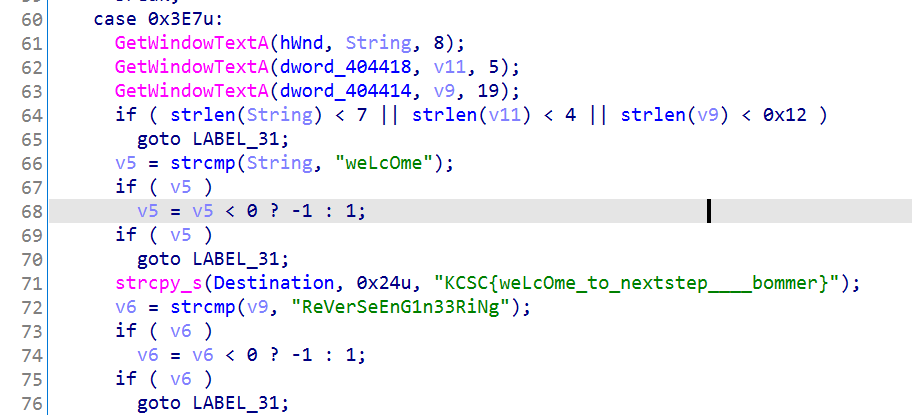 60 case 0x3E7u:
61 GetWindowTextA(hWnd, String, 8);
62 GetWindowTextA(dword_404418, v11, 5);
63 GetWindowTextA(dword_404414, v9, 19);
64 if ( strlen(String) < 7 || strlen(v11) < 4 || strlen(v9) < 0x12 )
65 goto LABEL_31;
66 v5 = strcmp(String, "weLcOme");
67 if ( v5 )
68 v5 = v5 < 0 ? -1 : 1;
69 if ( v5 )
70 goto LABEL_31;
71 strcpy_s(Destination, 0x24u, "KCSC{weLcOme_to_nextstep____bommer}");
72 v6 = strcmp(v9, "ReVerSeEnG1n33RiNg");
73 if ( v6 )
74 v6 = v6 < 0 ? -1 : 1;
75 if ( v6 )
76 goto LABEL_31;